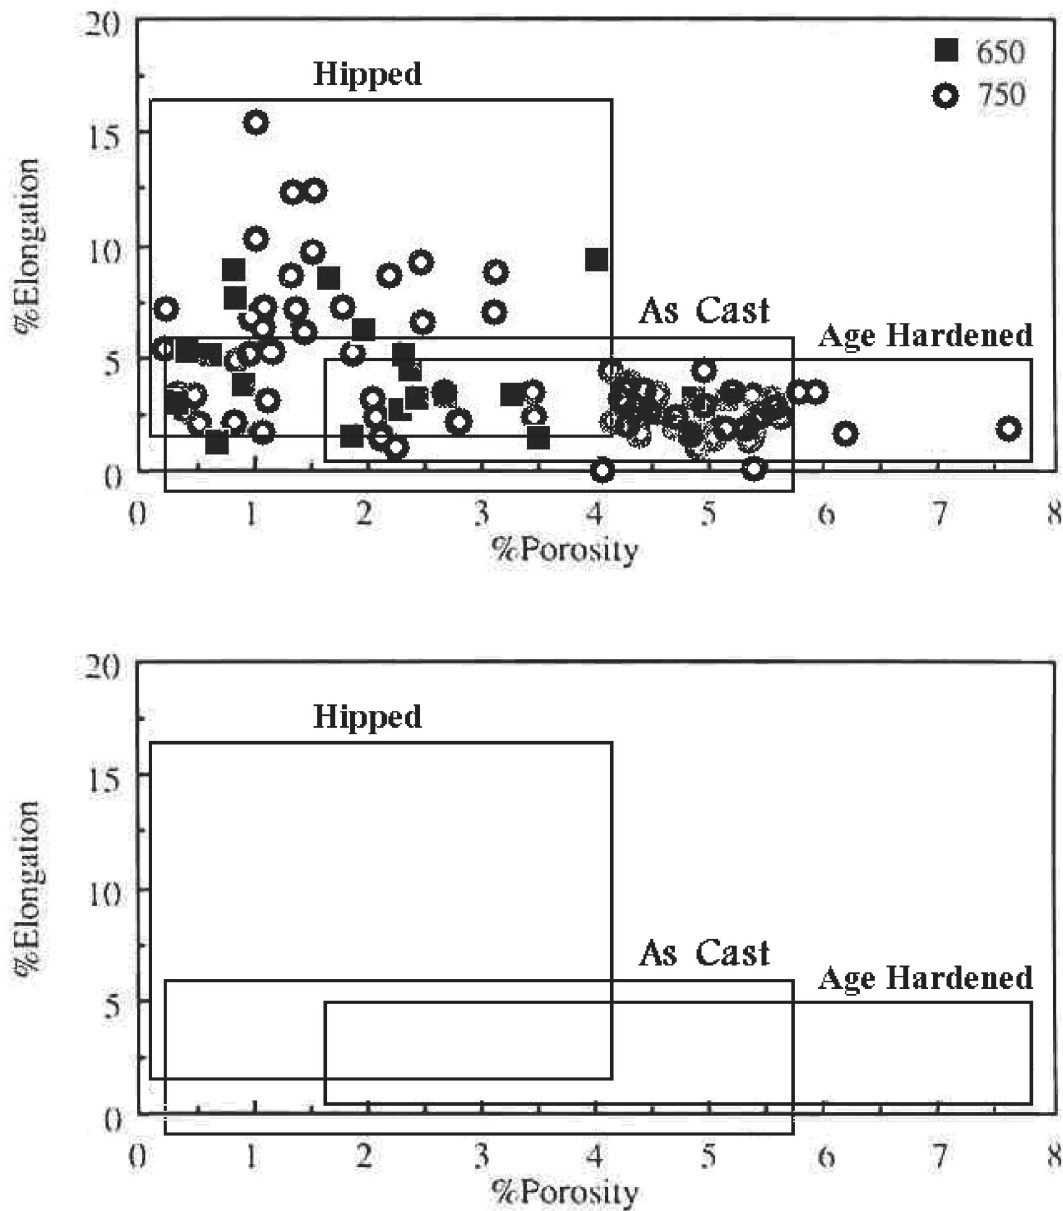 20
650
Hipped
750
15
%Elongation
10
As Cast
Age Hardened
5
0
0 1 2 3 4 5 6 7 8
%Porosity
20
Hipped
15
%Elongation
10
As Cast
Age Hardened
5
0
0 1 2 3 4 5 6 7 8
%Porosity